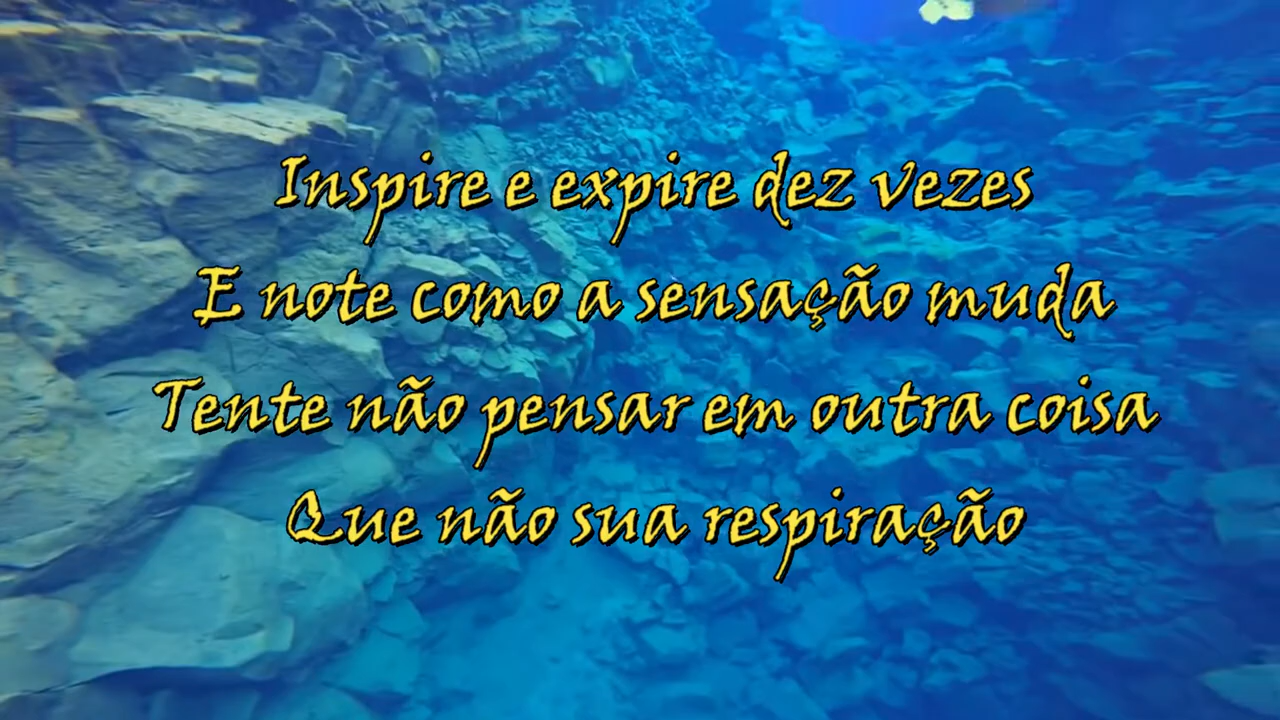 Inspire e expire dez vezes
E note como a sensação muda
Tente não pensar em outra coisa
Que não sua respiração